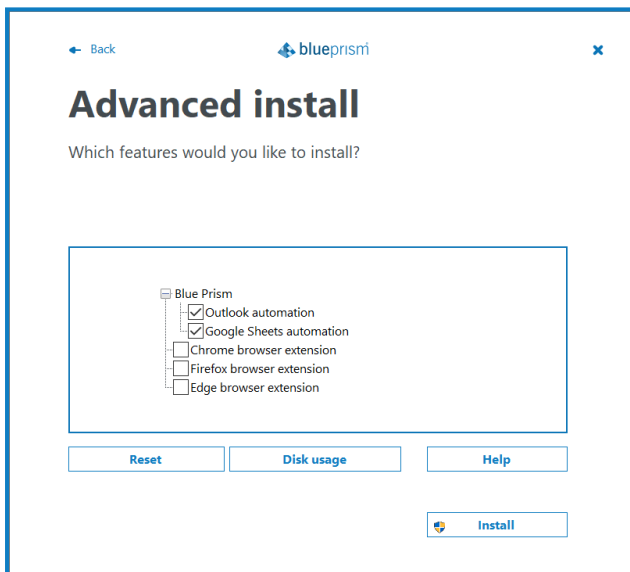 Back
blueprism
Advanced install
Which features would you like to install?
Blue Prism
Outlook automation
Google Sheets automation
Chrome browser extension
Firefox browser extension
Edge browser extension
Reset
Disk usage
Help
Install